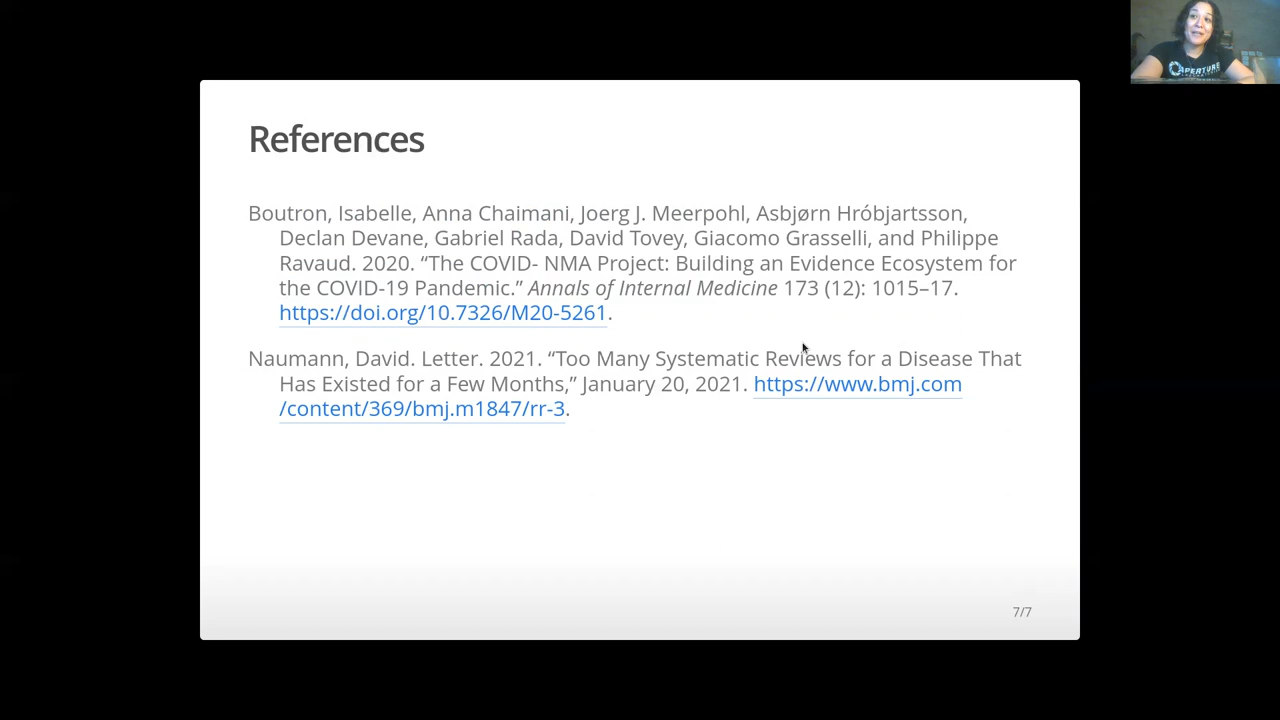 APERTURE
References
Boutron, Isabelle, Anna Chaimani, Joerg J. Meerpohl, Asbjørn Hróbjartsson,
Declan Devane, Gabriel Rada, David Tovey, Giacomo Grasselli, and Philippe
Ravaud. 2020. “The COVID- NMA Project: Building an Evidence Ecosystem for
the COVID-19 Pandemic.” Annals of Internal Medicine 173 (12): 1015–17.
https://doi.org/10.7326/M20-5261.
Naumann, David. Letter. 2021. “Too Many Systematic Reviews for a Disease That
Has Existed for a Few Months,” January 20, 2021. https://www.bmj.com
/content/369/bmj.m1847/rr-3.
7/7